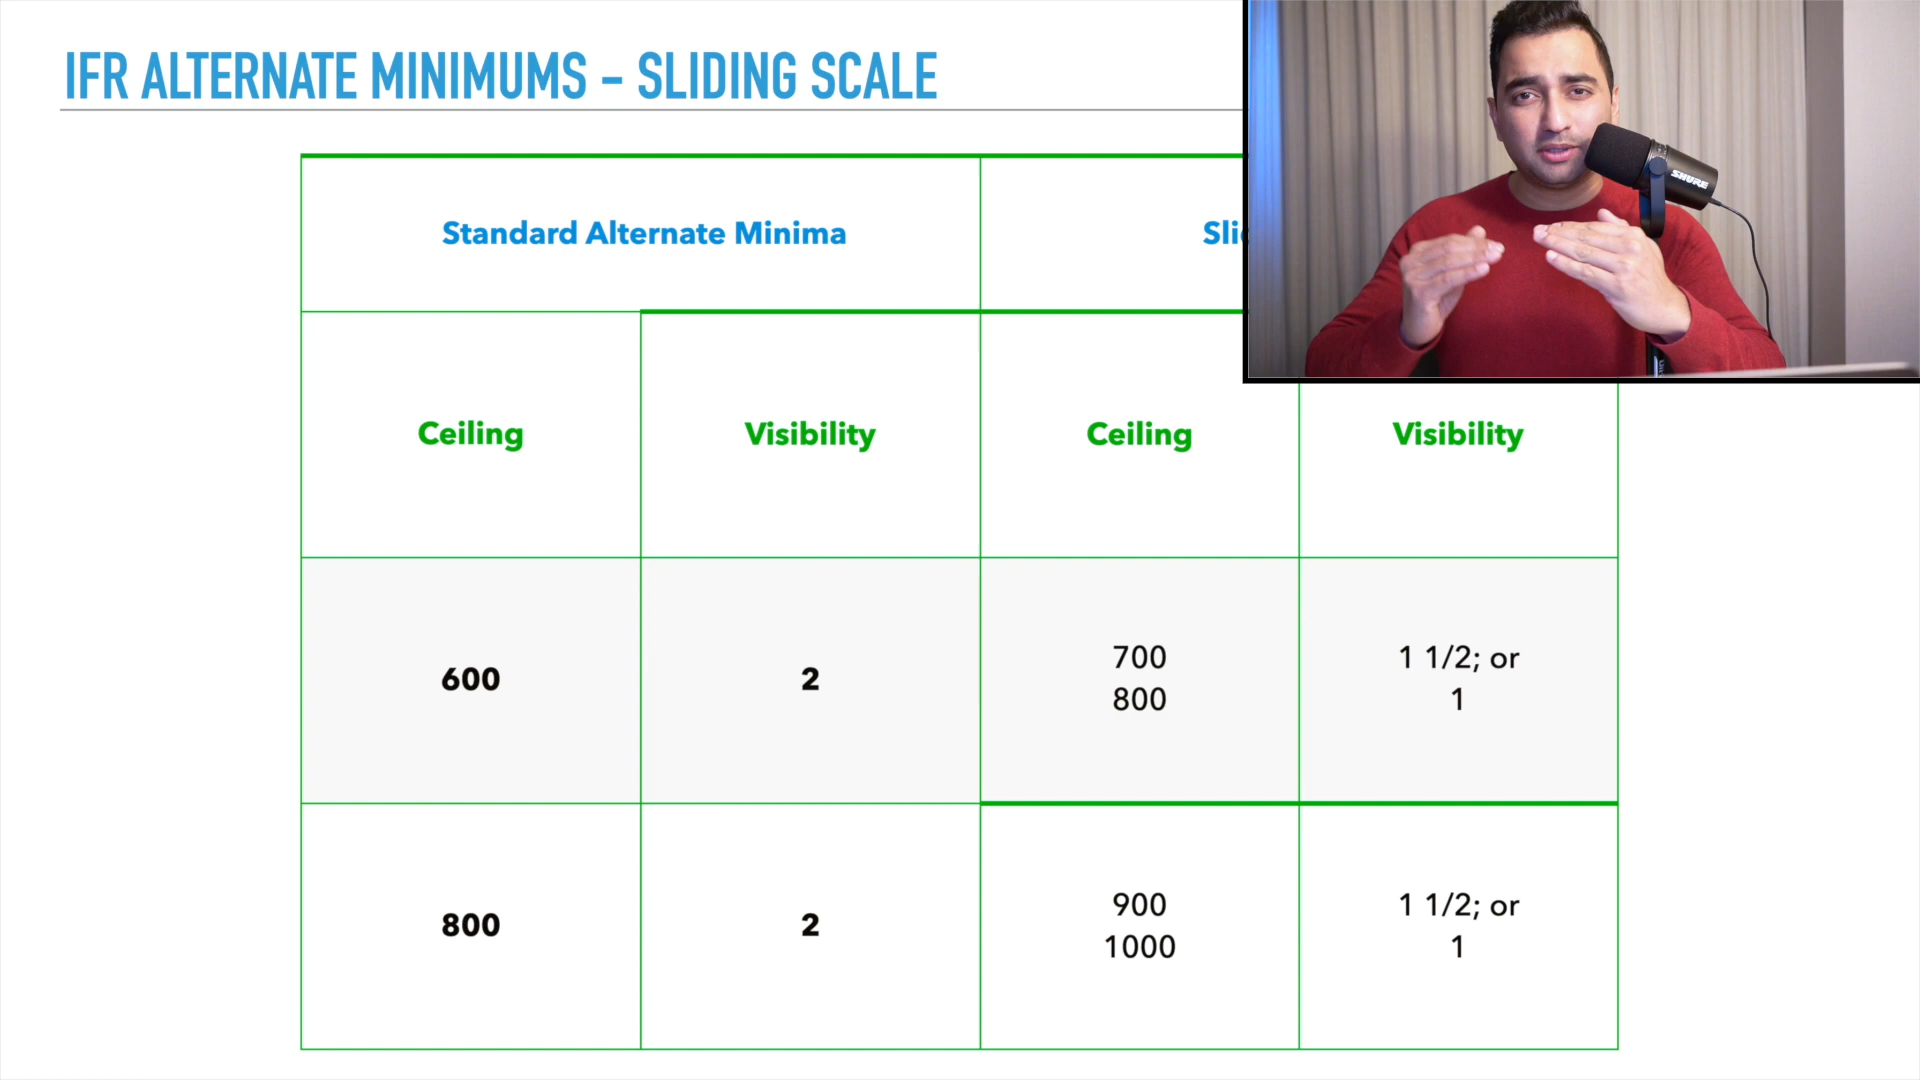 IFR ALTERNATE MINIMUMS – SLIDING SCALE
Standard Alternate Minima
Ceiling
Visibility
Ceiling
Visibility
600
2
700
800
1 1/2; or
1
800
2
900
1000
1 1/2; or
1
SHURE